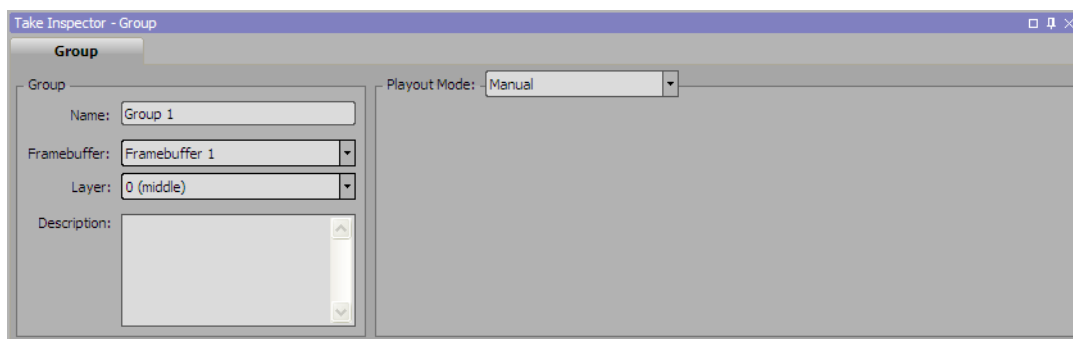 Take Inspector - Group
Group
Group
Name: Group 1
Framebuffer: Framebuffer 1
Layer: 0 (middle)
Description:
Playout Mode: Manual